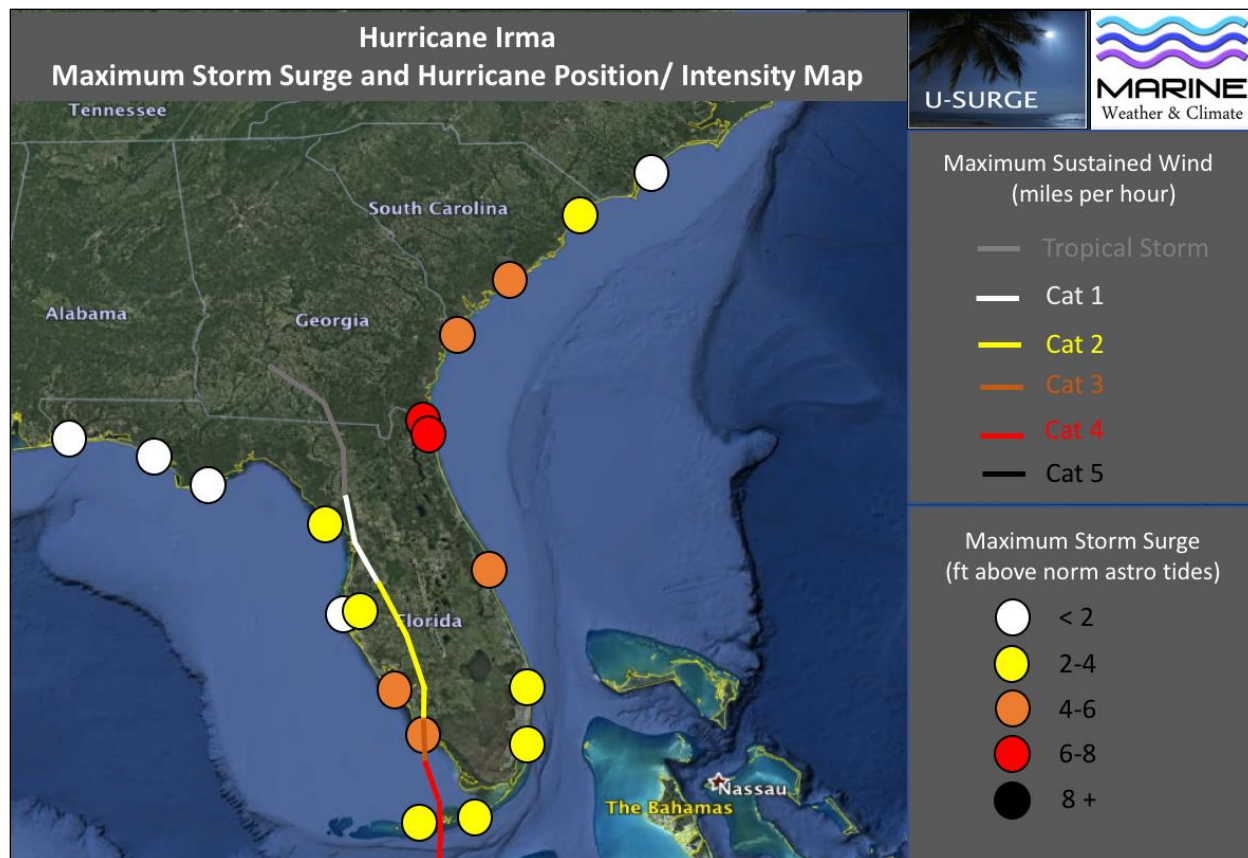 Hurricane Irma
Maximum Storm Surge and Hurricane Position/ Intensity Map
U-SURGE
MARINE
Weather & Climate
Tennessee
South Carolina
Alabama
Georgia
Florida
Nassau
The Bahamas
Maximum Sustained Wind
(miles per hour)
Tropical Storm
Cat 1
Cat 2
Cat 3
Cat 4
Cat 5
Maximum Storm Surge
(ft above norm astro tides)
< 2
2-4
4-6
6-8
8 +